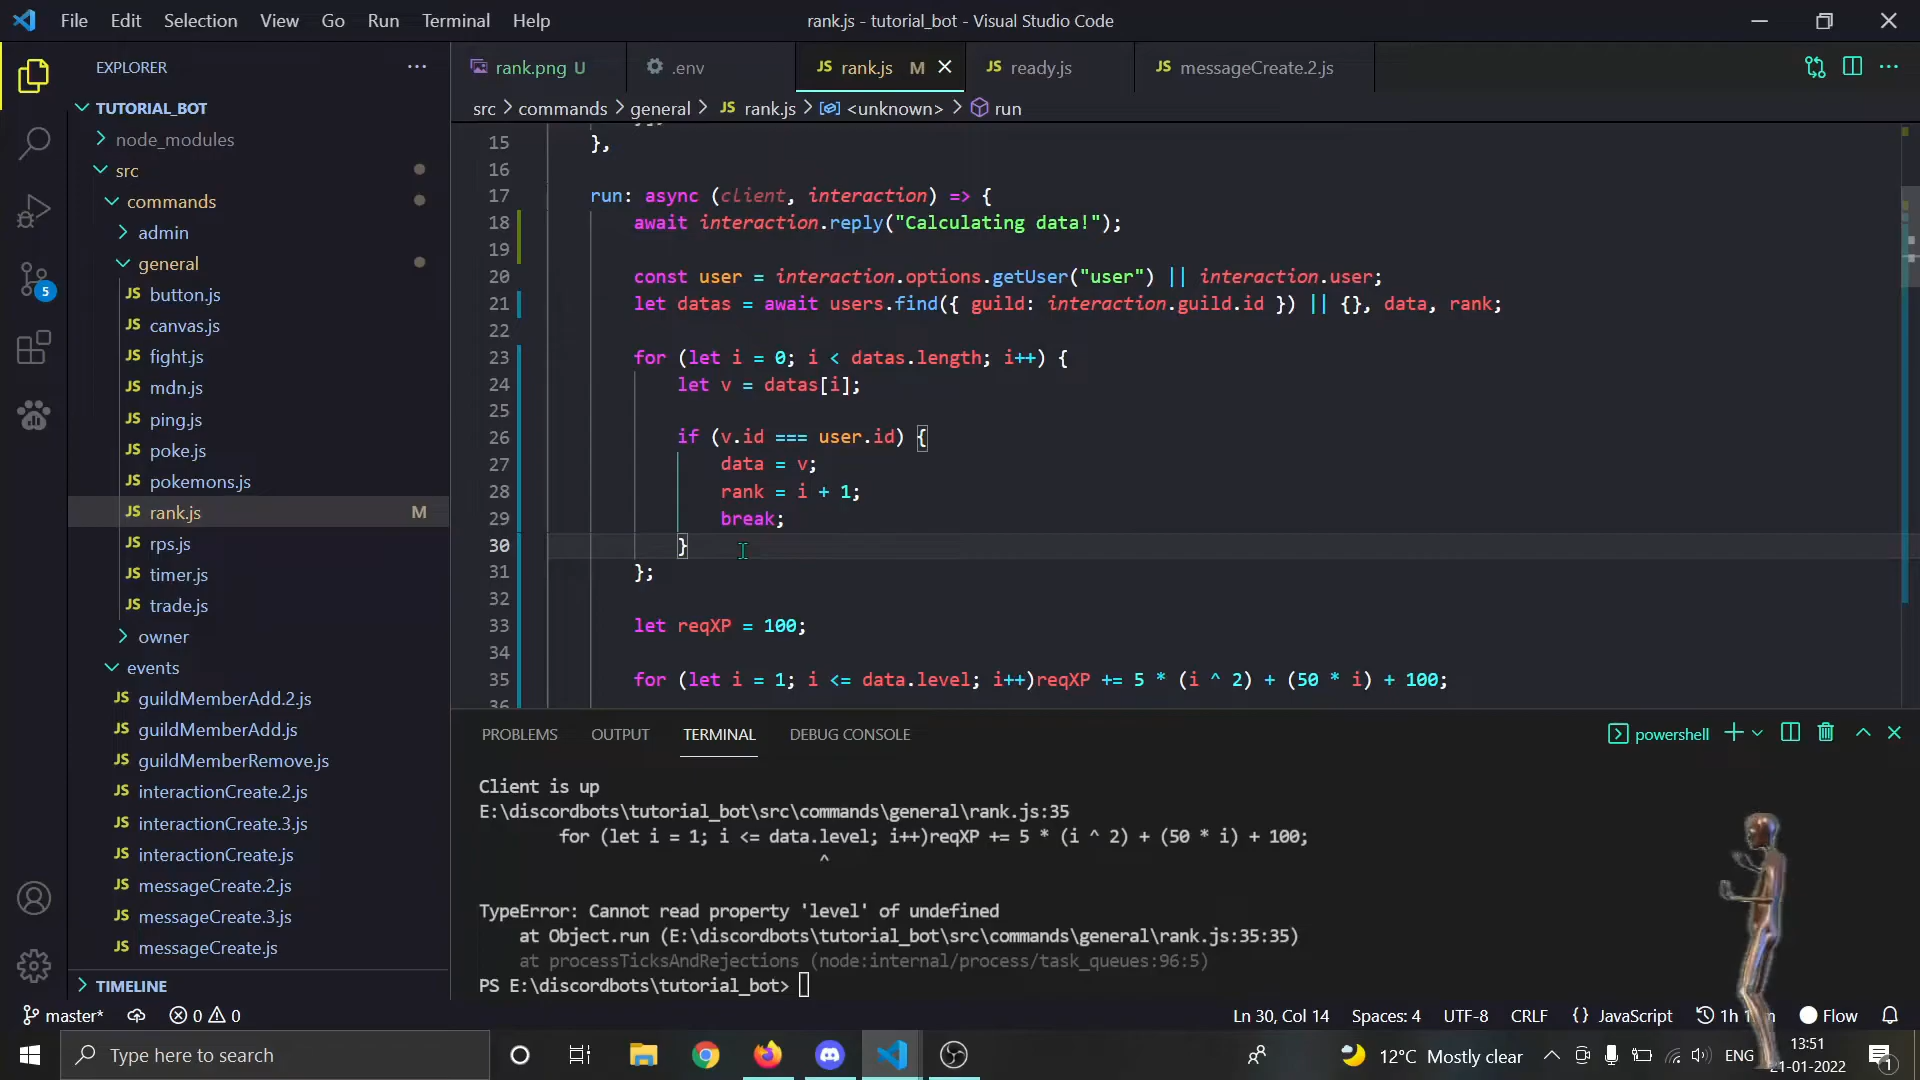 File Edit Selection View Go Run Terminal Help
rank.js - tutorial_bot - Visual Studio Code
EXPLORER
rank.png U
.env
JS rank.js M
JS ready.js
JS messageCreate.2.js
src > commands > general > JS rank.js > <unknown> > run
TUTORIAL_BOT
node_modules
src
commands
admin
general
JS button.js
JS canvas.js
JS fight.js
JS mdn.js
JS ping.js
JS poke.js
JS pokemons.js
JS rank.js M
JS rps.js
JS timer.js
JS trade.js
owner
events
JS guildMemberAdd.2.js
JS guildMemberAdd.js
JS guildMemberRemove.js
JS interactionCreate.2.js
JS interactionCreate.3.js
JS interactionCreate.js
JS messageCreate.2.js
JS messageCreate.3.js
JS messageCreate.js
TIMELINE
5
15 },
16
17 run: async (client, interaction) => {
18 await interaction.reply("Calculating data!");
19
20 const user = interaction.options.getUser("user") || interaction.user;
21 let datas = await users.find({ guild: interaction.guild.id }) || {}, data, rank;
22
23 for (let i = 0; i < datas.length; i++) {
24 let v = datas[i];
25
26 if (v.id === user.id) {
27 data = v;
28 rank = i + 1;
29 break;
30 }
31 };
32
33 let reqXP = 100;
34
35 for (let i = 1; i <= data.level; i++)reqXP += 5 * (i ^ 2) + (50 * i) + 100;
36
PROBLEMS OUTPUT TERMINAL DEBUG CONSOLE
powershell
Client is up
E:\discordbots\tutorial_bot\src\commands\general\rank.js:35
for (let i = 1; i <= data.level; i++)reqXP += 5 * (i ^ 2) + (50 * i) + 100;
^
TypeError: Cannot read property 'level' of undefined
at Object.run (E:\discordbots\tutorial_bot\src\commands\general\rank.js:35:35)
at processTicksAndRejections (node:internal/process/task_queues:96:5)
PS E:\discordbots\tutorial_bot>
master* 0 0
Ln 30, Col 14 Spaces: 4 UTF-8 CRLF {} JavaScript 1h Flow
Type here to search
12°C Mostly clear
ENG
13:51
21-01-2022
1